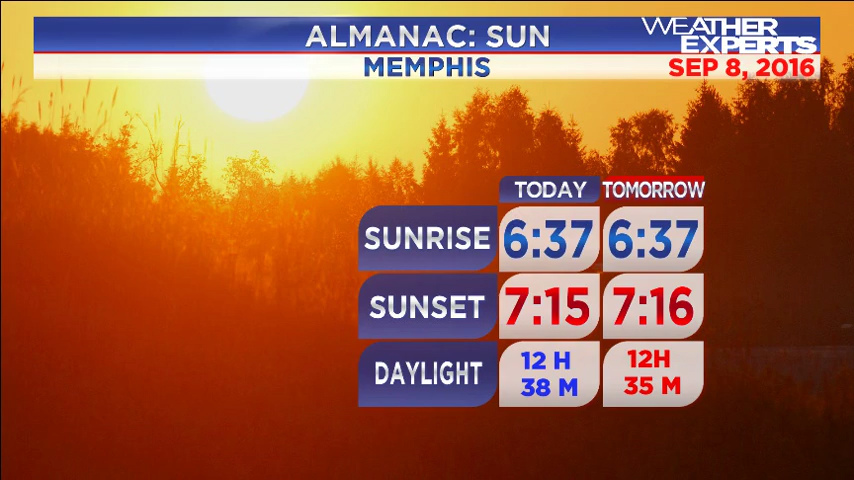 ALMANAC: SUN
WEATHER
EXPERTS
MEMPHIS
SEP 8, 2016
TODAY TOMORROW
SUNRISE 6:37 6:37
SUNSET 7:15 7:16
DAYLIGHT 12 H 38 M 12H 35 M